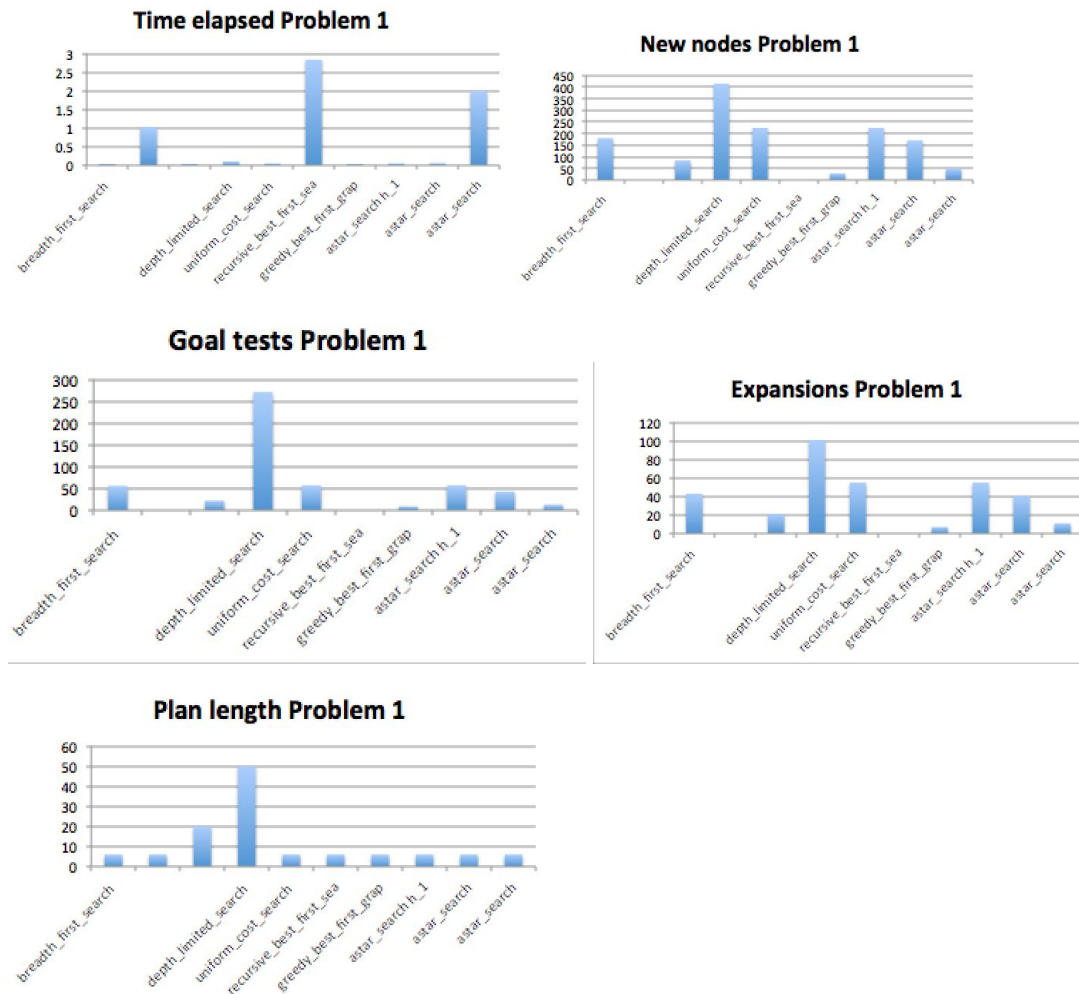 Time elapsed Problem 1
3
2.5
2
1.5
1
0.5
0
breadth_first_search
depth_limited_search
uniform_cost_search
recursive_best_first_sea
greedy_best_first_grap
astar_search h_1
astar_search
astar_search
New nodes Problem 1
450
400
350
300
250
200
150
100
50
0
breadth_first_search
depth_limited_search
uniform_cost_search
recursive_best_first_sea
greedy_best_first_grap
astar_search h_1
astar_search
astar_search
Goal tests Problem 1
300
250
200
150
100
50
0
breadth_first_search
depth_limited_search
uniform_cost_search
recursive_best_first_sea
greedy_best_first_grap
astar_search h_1
astar_search
astar_search
Expansions Problem 1
120
100
80
60
40
20
0
breadth_first_search
depth_limited_search
uniform_cost_search
recursive_best_first_sea
greedy_best_first_grap
astar_search h_1
astar_search
astar_search
Plan length Problem 1
60
50
40
30
20
10
0
breadth_first_search
depth_limited_search
uniform_cost_search
recursive_best_first_sea
greedy_best_first_grap
astar_search h_1
astar_search
astar_search